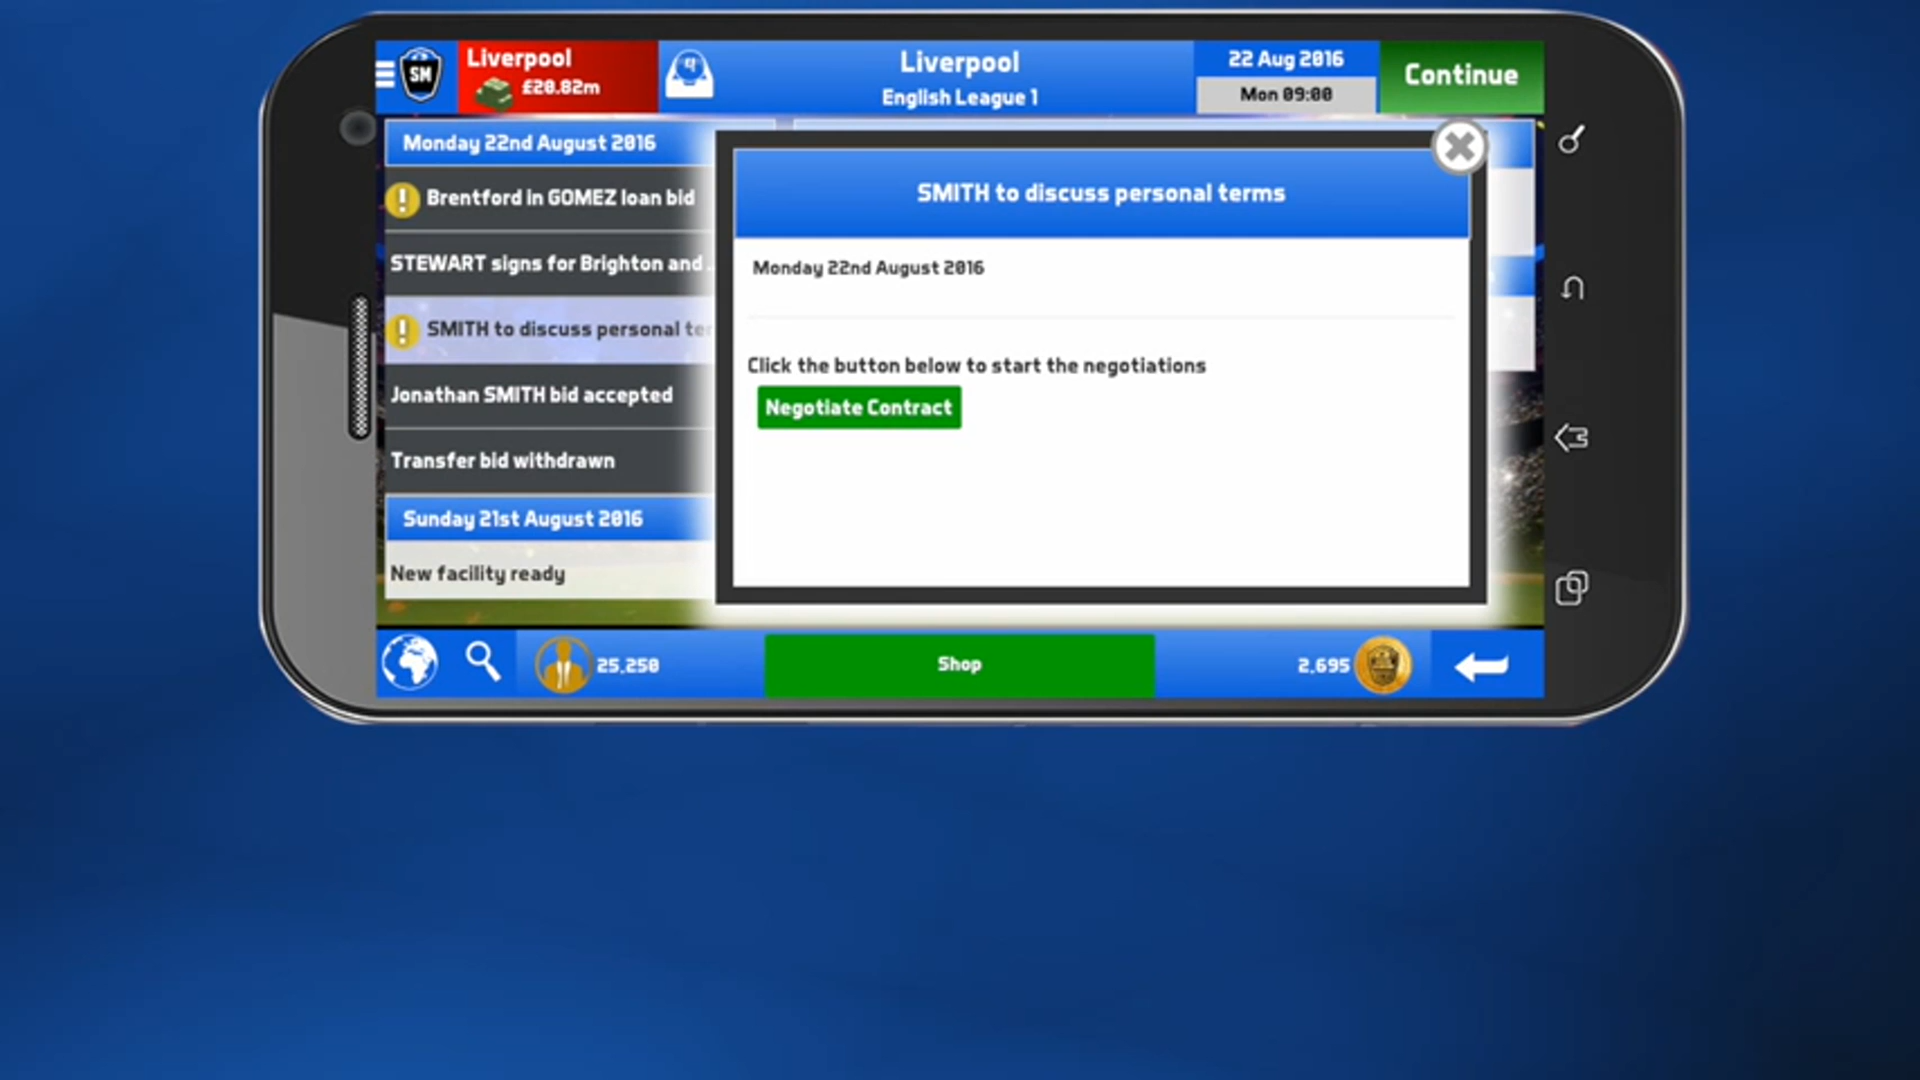 SM
Liverpool
£20.82m
4
Liverpool
English League 1
22 Aug 2016
Mon 09:00
Continue
Monday 22nd August 2016
Brentford in GOMEZ loan bid
STEWART signs for Brighton and ..
SMITH to discuss personal ter
Jonathan SMITH bid accepted
Transfer bid withdrawn
Sunday 21st August 2016
New facility ready
SMITH to discuss personal terms
Monday 22nd August 2016
Click the button below to start the negotiations
Negotiate Contract
25,250
Shop
2,695